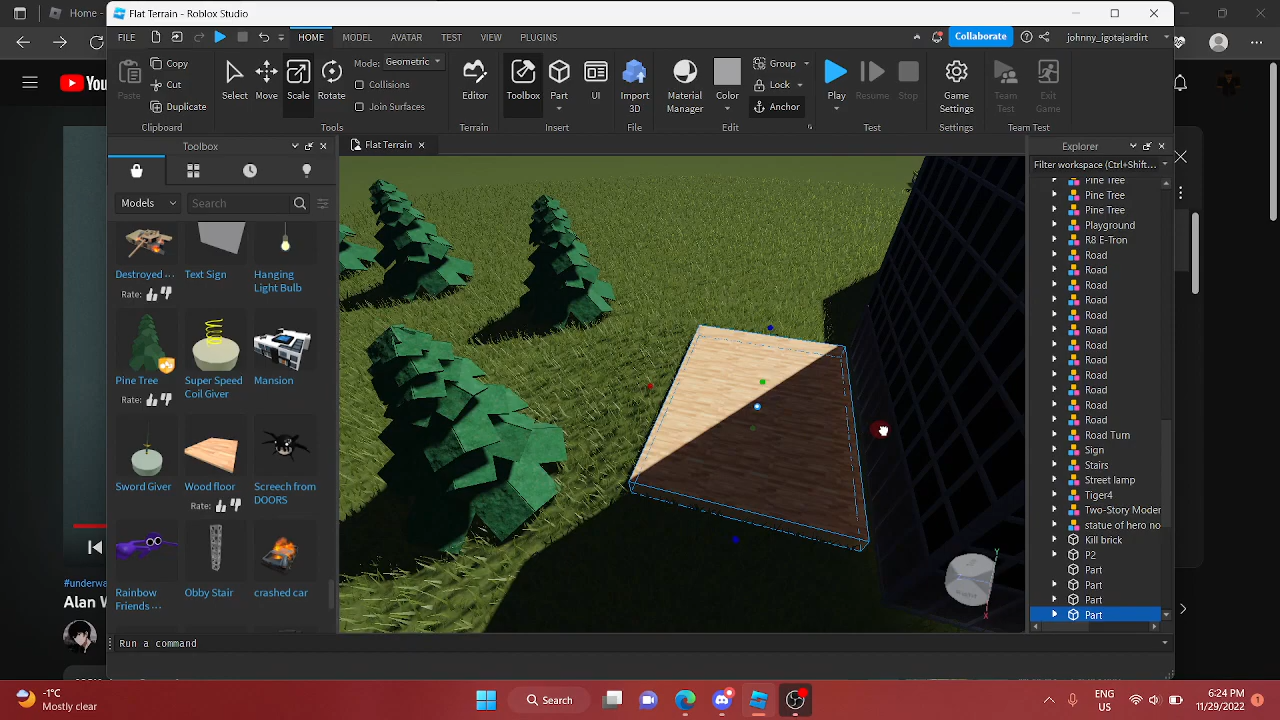 Flat Terrain - Roblox Studio
FILE
HOME
MODEL
AVATAR
TEST
VIEW
PLUGINS
Collaborate
johnny_igotajardirt
Paste
Copy
Cut
Duplicate
Clipboard
Select
Move
Scale
Rotate
Mode: Geometric
Collisions
Join Surfaces
Tools
Editor
Terrain
Toolbox
Part
UI
Insert
Import
3D
File
Material
Manager
Color
Group
Lock
Anchor
Edit
Play
Resume
Stop
Test
Game
Settings
Settings
Team
Test
Exit
Game
Team Test
Toolbox
Models
Search
Destroyed ...
Text Sign
Hanging
Light Bulb
Rate:
Pine Tree
Super Speed
Coil Giver
Mansion
Rate:
Sword Giver
Wood floor
Screech from
DOORS
Rate:
Rainbow
Friends ...
Obby Stair
crashed car
Flat Terrain
Explorer
Filter workspace (Ctrl+Shift...
Pine Tree
Pine Tree
Pine Tree
Playground
R8 E-Tron
Road
Road
Road
Road
Road
Road
Road
Road
Road
Road
Road
Road
Road Turn
Sign
Stairs
Street lamp
Tiger4
Two-Story Moder
statue of hero no
Kill brick
P2
Part
Part
Part
Part
Run a command
Home
You
#underwa
Alan W
-1°C
Mostly clear
Search
ENG
US
6:24 PM
11/29/2022
1